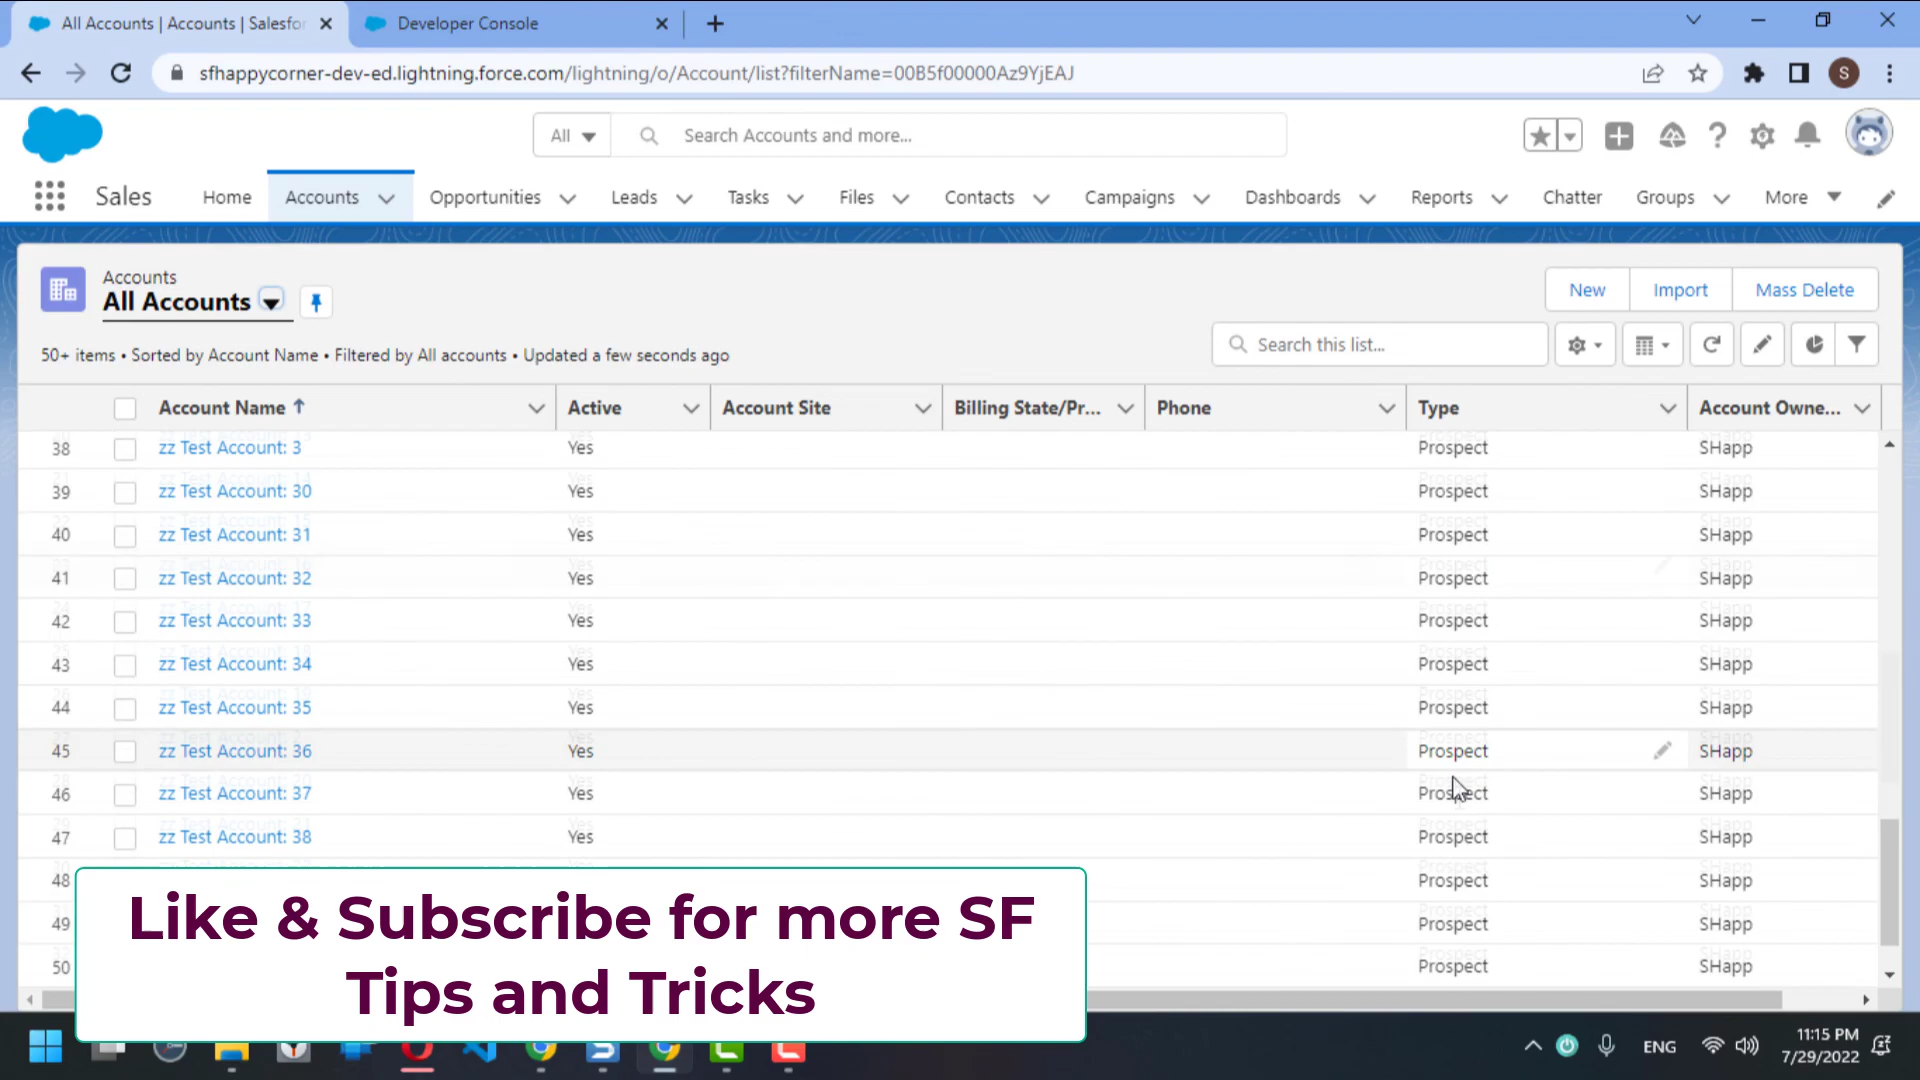 All Accounts | Accounts | Salesfor
Developer Console
sfhappycorner-dev-ed.lightning.force.com/lightning/o/Account/list?filterName=00B5f00000Az9YjEAJ
S
All
Search Accounts and more...
Sales
Home
Accounts
Opportunities
Leads
Tasks
Files
Contacts
Campaigns
Dashboards
Reports
Chatter
Groups
More
Accounts
All Accounts
New
Import
Mass Delete
50+ items • Sorted by Account Name • Filtered by All accounts • Updated a few seconds ago
Search this list...
Account Name
Active
Account Site
Billing State/Pr...
Phone
Type
Account Owne...
38 zz Test Account: 3 Yes Prospect SHapp
39 zz Test Account: 30 Yes Prospect SHapp
40 zz Test Account: 31 Yes Prospect SHapp
41 zz Test Account: 32 Yes Prospect SHapp
42 zz Test Account: 33 Yes Prospect SHapp
43 zz Test Account: 34 Yes Prospect SHapp
44 zz Test Account: 35 Yes Prospect SHapp
45 zz Test Account: 36 Yes Prospect SHapp
46 zz Test Account: 37 Yes Prospect SHapp
47 zz Test Account: 38 Yes Prospect SHapp
48 Prospect SHapp
49 Prospect SHapp
50 Prospect SHapp
Like & Subscribe for more SF
Tips and Tricks
ENG
11:15 PM
7/29/2022